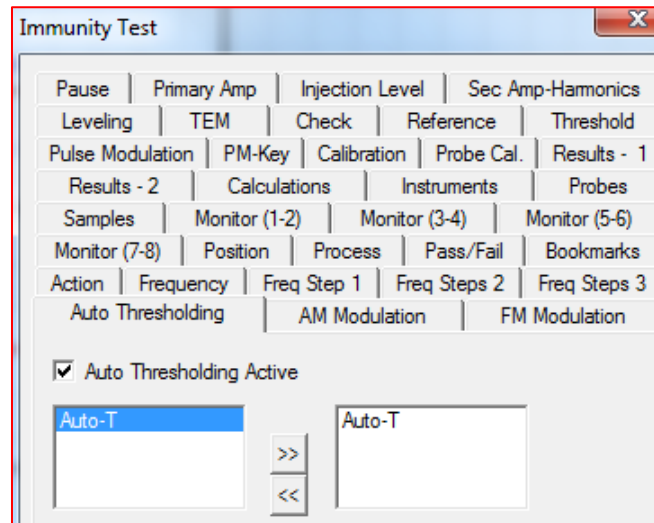 Immunity Test
X
Pause Primary Amp Injection Level Sec Amp-Harmonics
Leveling TEM Check Reference Threshold
Pulse Modulation PM-Key Calibration Probe Cal. Results - 1
Results - 2 Calculations Instruments Probes
Samples Monitor (1-2) Monitor (3-4) Monitor (5-6)
Monitor (7-8) Position Process Pass/Fail Bookmarks
Action Frequency Freq Step 1 Freq Steps 2 Freq Steps 3
Auto Thresholding AM Modulation FM Modulation
Auto Thresholding Active
Auto-T Auto-T
>>
<<